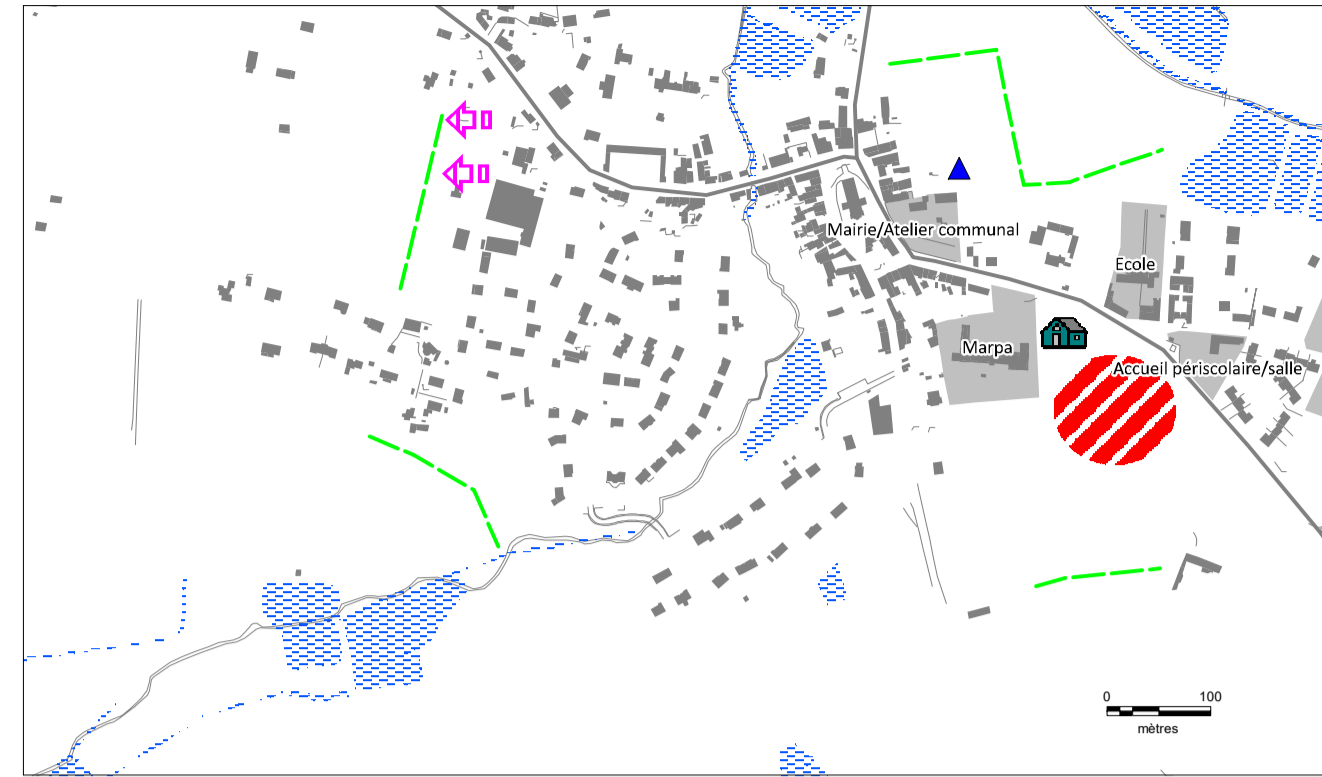 Mairie/Atelier communal
Ecole
Marpa
Accueil périscolaire/salle
0 100
mètres